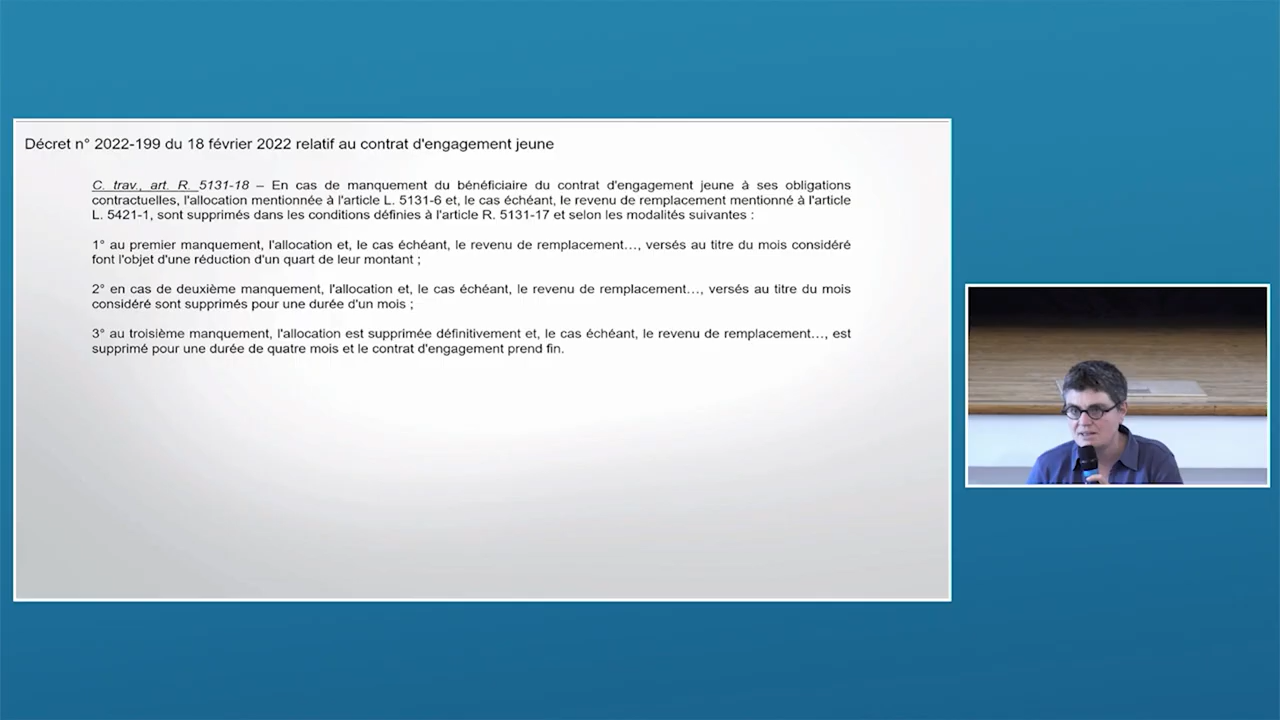 Décret n° 2022-199 du 18 février 2022 relatif au contrat d'engagement jeune
C. trav., art. R. 5131-18 – En cas de manquement du bénéficiaire du contrat d'engagement jeune à ses obligations
contractuelles, l'allocation mentionnée à l'article L. 5131-6 et, le cas échéant, le revenu de remplacement mentionné à l'article
L. 5421-1, sont supprimés dans les conditions définies à l'article R. 5131-17 et selon les modalités suivantes :
1° au premier manquement, l'allocation et, le cas échéant, le revenu de remplacement…, versés au titre du mois considéré
font l'objet d'une réduction d'un quart de leur montant ;
2° en cas de deuxième manquement, l'allocation et, le cas échéant, le revenu de remplacement…, versés au titre du mois
considéré sont supprimés pour une durée d'un mois ;
3° au troisième manquement, l'allocation est supprimée définitivement et, le cas échéant, le revenu de remplacement…, est
supprimé pour une durée de quatre mois et le contrat d'engagement prend fin.